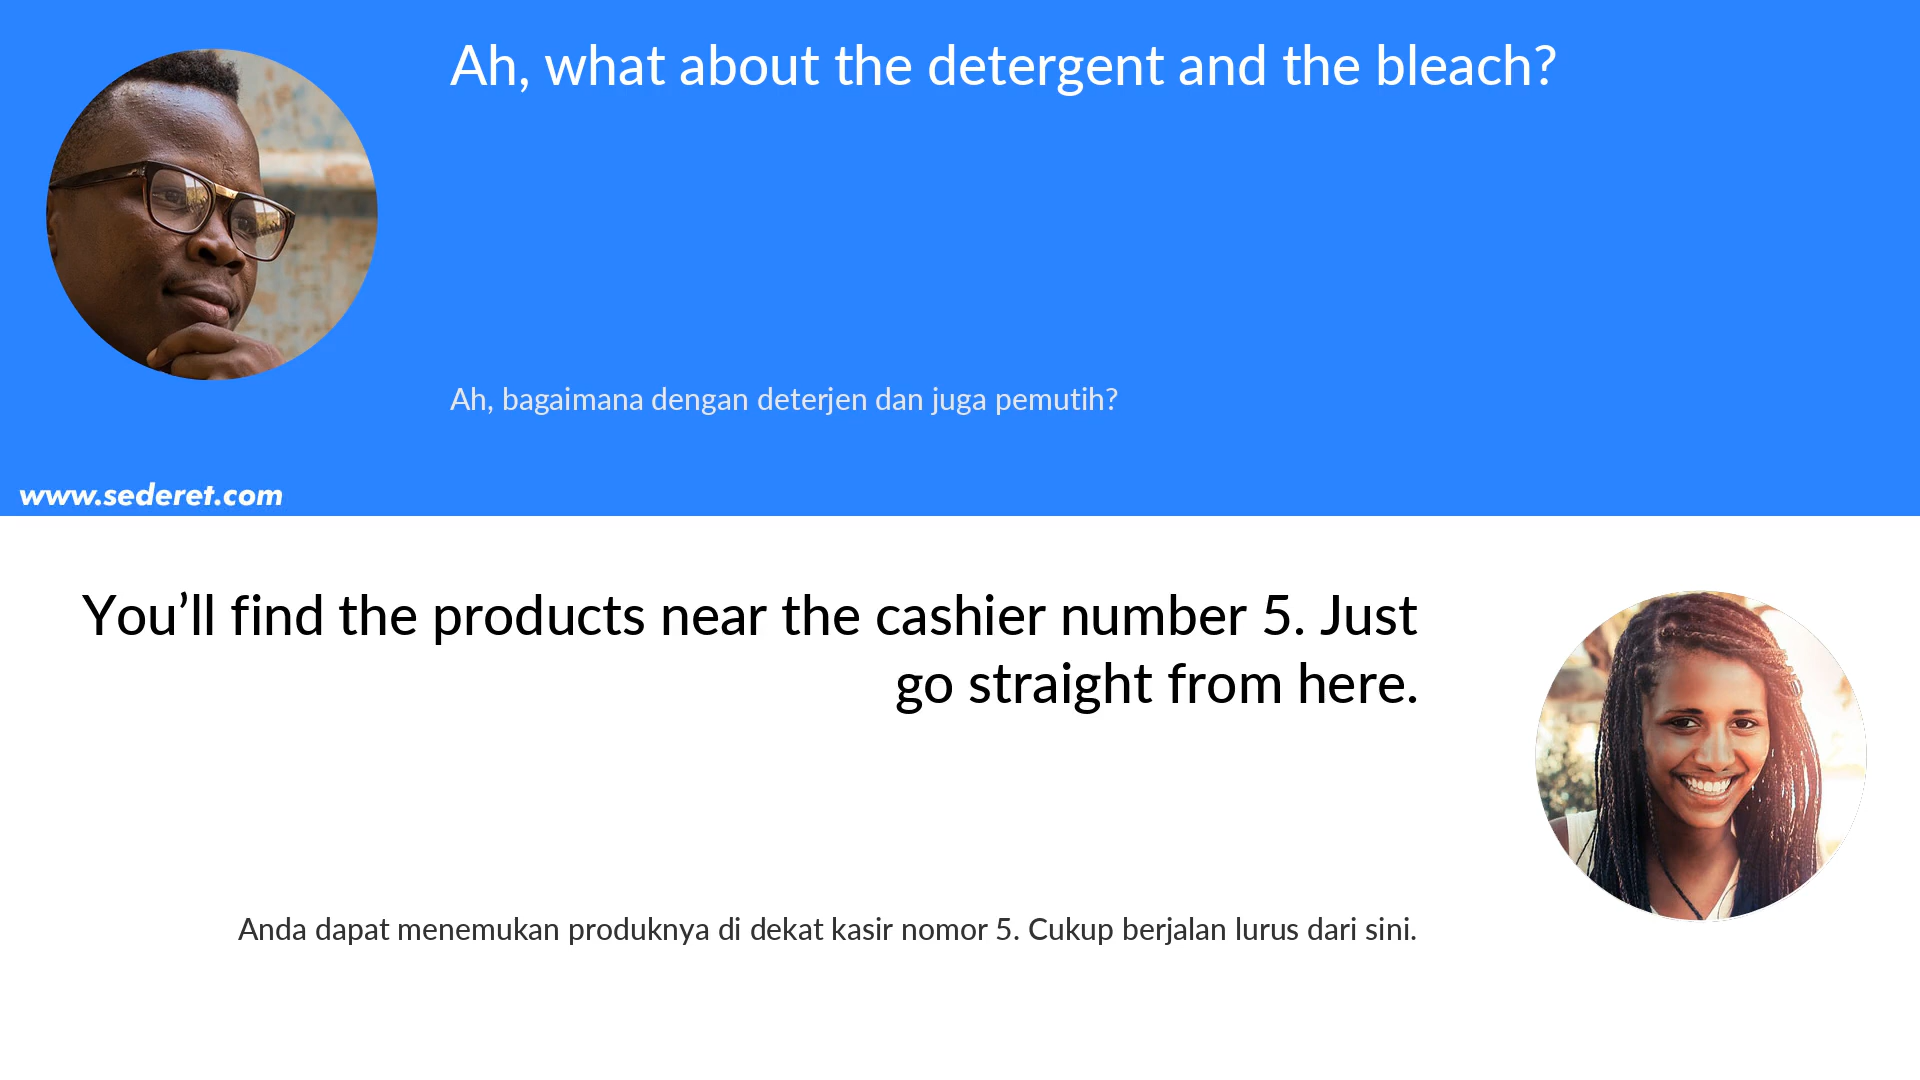 Ah, what about the detergent and the bleach?
Ah, bagaimana dengan deterjen dan juga pemutih?
www.sederet.com
You’ll find the products near the cashier number 5. Just
go straight from here.
Anda dapat menemukan produknya di dekat kasir nomor 5. Cukup berjalan lurus dari sini.